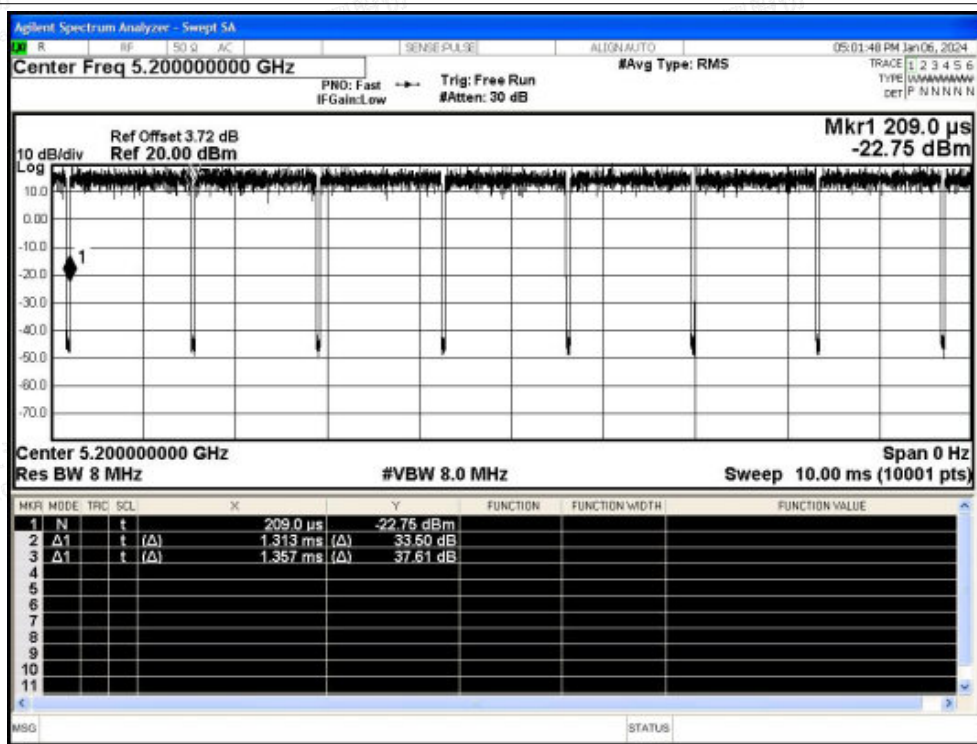 Agilent Spectrum Analyzer - Swept SA
R RF 50 Ω AC SENSE:PULSE ALIGN AUTO 05:01:48 PM Jan 06, 2024
Center Freq 5.200000000 GHz #Avg Type: RMS TRACE 1 2 3 4 5 6
PNO: Fast Trig: Free Run TYPE
IFGain:Low #Atten: 30 dB DET P N N N N N
Mkr1 209.0 µs
Ref Offset 3.72 dB
10 dB/div Ref 20.00 dBm -22.75 dBm
Log
10.0
0.00
1
-10.0
-20.0
-30.0
-40.0
-50.0
-60.0
-70.0
Center 5.200000000 GHz Span 0 Hz
Res BW 8 MHz #VBW 8.0 MHz Sweep 10.00 ms (10001 pts)
MKR MODE TRC SCL X Y FUNCTION FUNCTION WIDTH FUNCTION VALUE
1 N t 209.0 µs -22.75 dBm
2 Δ1 t (Δ) 1.313 ms (Δ) 33.50 dB
3 Δ1 t (Δ) 1.357 ms (Δ) 37.61 dB
4
5
6
7
8
9
10
11
MSG STATUS